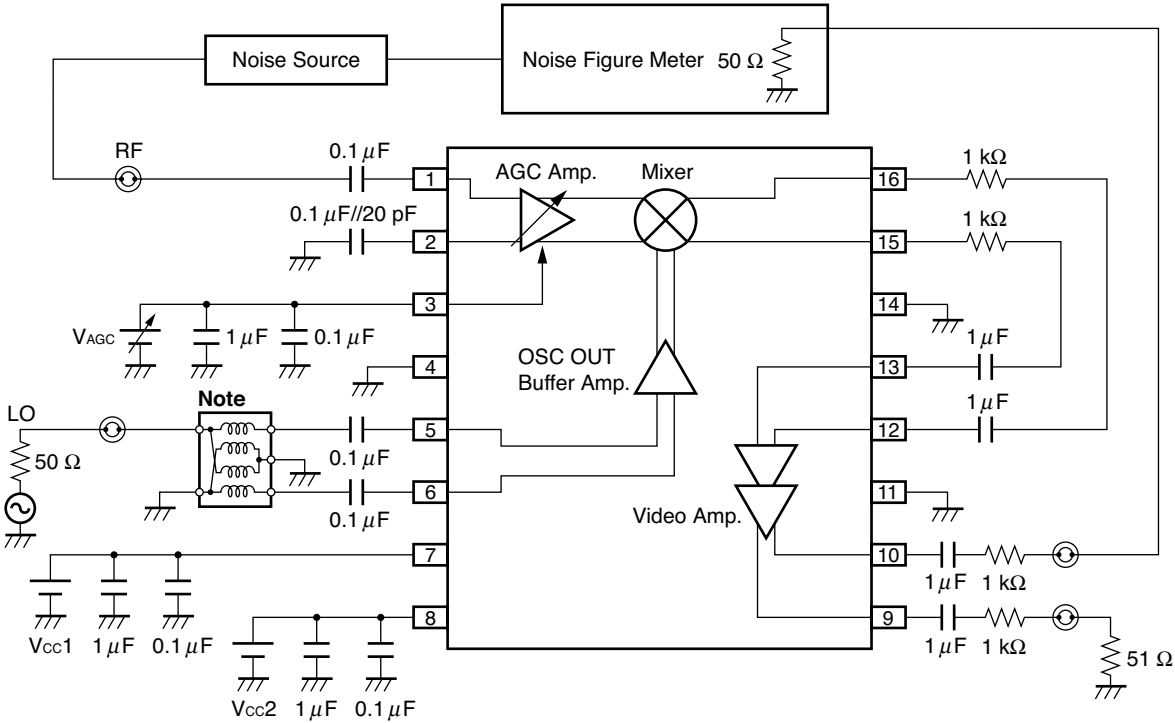 Noise Source
Noise Figure Meter 50 Ω
RF
0.1 μF
1
AGC Amp.
Mixer
16
1 kΩ
0.1 μF//20 pF
2
15
1 kΩ
3
14
VAGC
1 μF
0.1 μF
OSC OUT
Buffer Amp.
4
13
1 μF
Note
LO
50 Ω
5
0.1 μF
12
1 μF
6
0.1 μF
11
Video Amp.
7
10
1 μF
1 kΩ
VCC1
1 μF
0.1 μF
8
9
1 μF
1 kΩ
51 Ω
VCC2
1 μF
0.1 μF